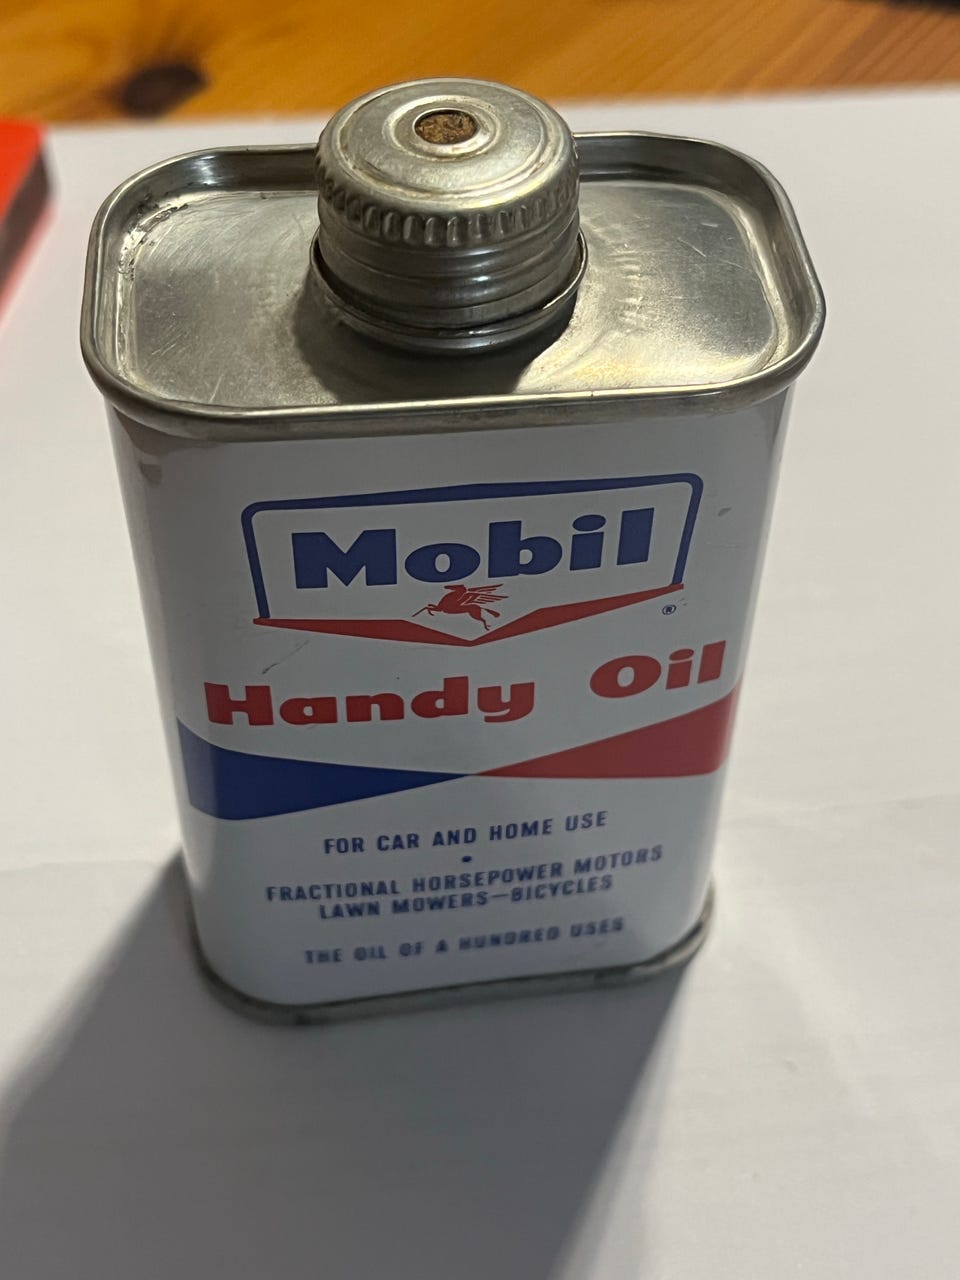 Mobil
®
Handy Oil
FOR CAR AND HOME USE
•
FRACTIONAL HORSEPOWER MOTORS
LAWN MOWERS—BICYCLES
THE OIL OF A HUNDRED USES